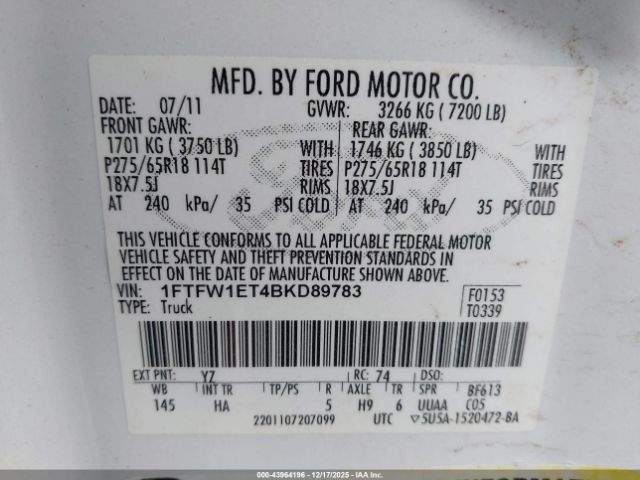 MFD. BY FORD MOTOR CO.
DATE: 07/11 GVWR: 3266 KG ( 7200 LB)
FRONT GAWR: REAR GAWR:
1701 KG ( 3750 LB) WITH 1746 KG ( 3850 LB) WITH
P275/65R18 114T TIRES P275/65R18 114T TIRES
18X7.5J RIMS 18X7.5J RIMS
AT 240 kPa/ 35 PSI COLD AT 240 kPa/ 35 PSI COLD
THIS VEHICLE CONFORMS TO ALL APPLICABLE FEDERAL MOTOR
VEHICLE SAFETY AND THEFT PREVENTION STANDARDS IN
EFFECT ON THE DATE OF MANUFACTURE SHOWN ABOVE.
VIN: 1FTFW1ET4BKD89783 F0153
TYPE: Truck T0339
EXT PNT: YZ RC: 74 DSO:
WB INT TR TP/PS R AXLE TR SPR BF613
145 HA 5 H9 6 UUAA C05
2201107207099 UTC ▽5U5A-1520472-BA
00-43964196 - 12/17/2025 - COPART